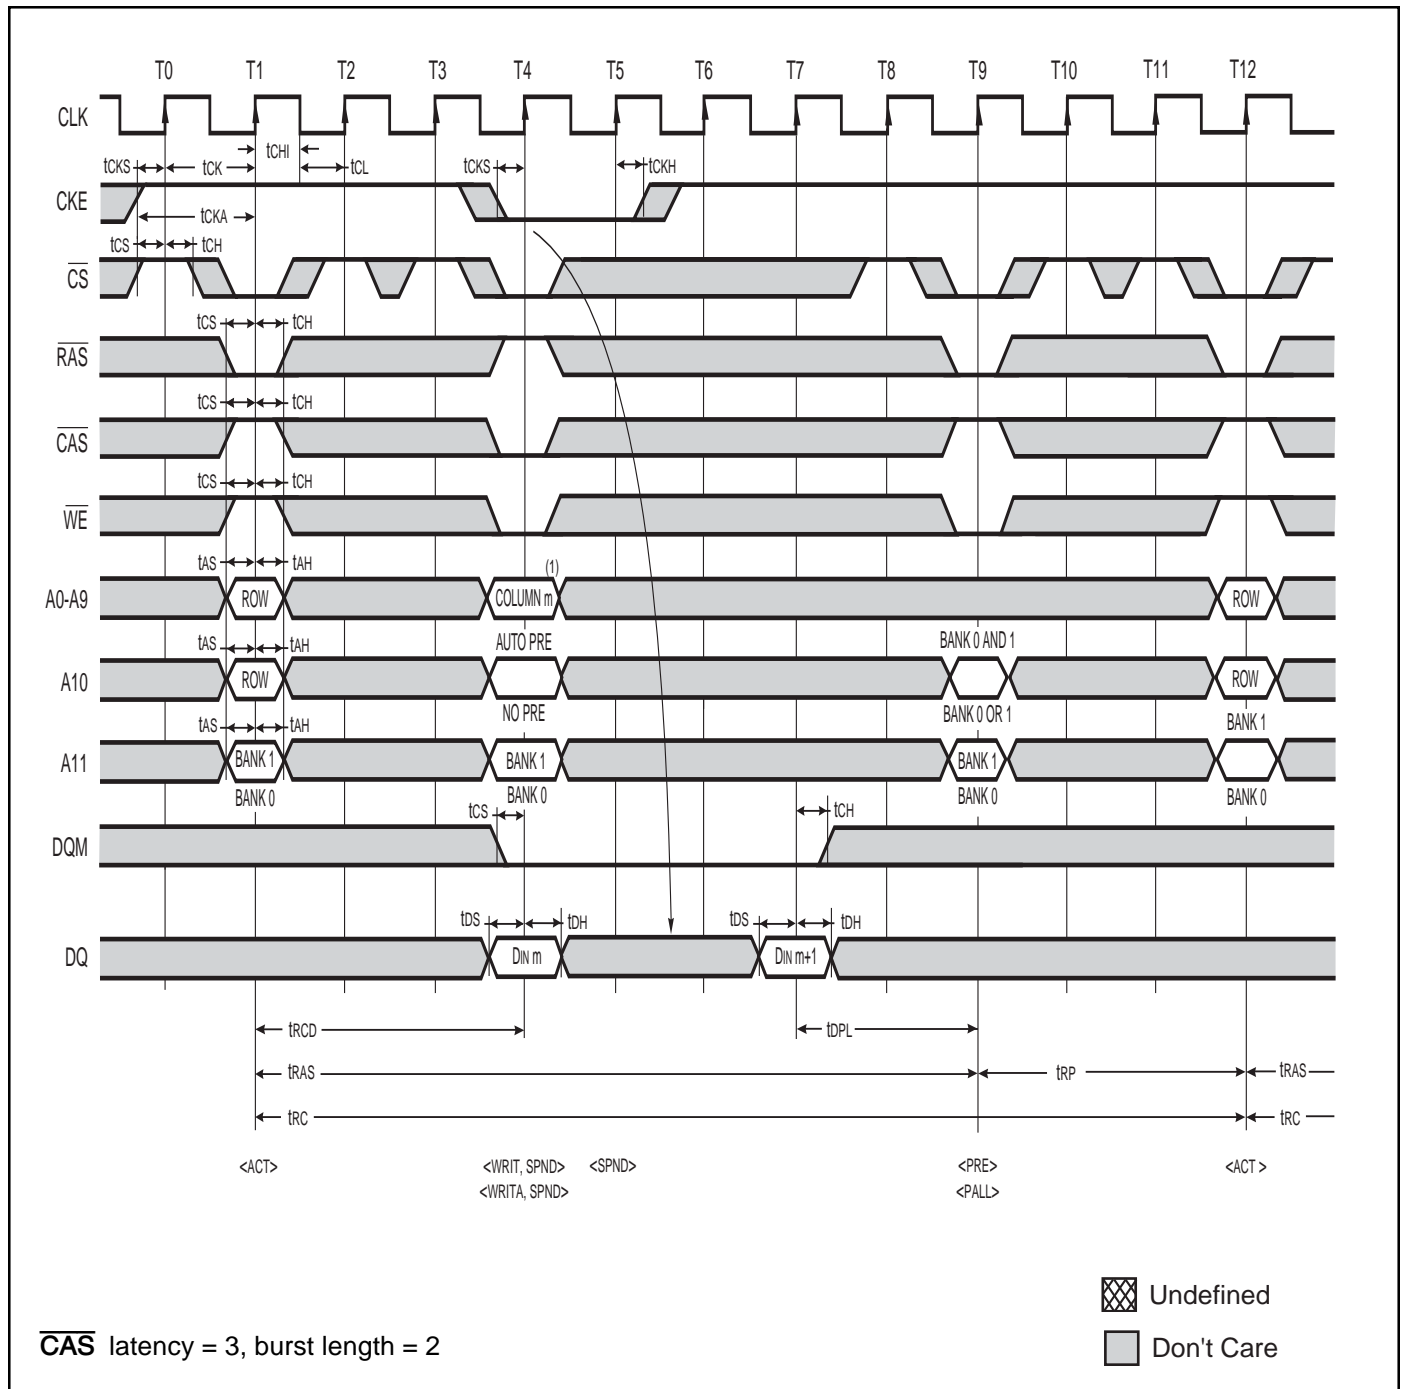 T0 T1 T2 T3 T4 T5 T6 T7 T8 T9 T10 T11 T12
CLK
tCHI
tCKS tCK tCL tCKS tCKH
CKE
tCKA
tCS tCH
CS
tCS tCH
RAS
tCS tCH
CAS
tCS tCH
WE
tAS tAH (1)
A0-A9 ROW COLUMN m ROW
tAS tAH AUTO PRE BANK 0 AND 1
A10 ROW ROW
NO PRE BANK 0 OR 1 BANK 1
tAS tAH
A11 BANK 1 BANK 1 BANK 1
BANK 0 BANK 0 BANK 0 BANK 0
tCS tCH
DQM
tDS tDH tDS tDH
DQ DIN m DIN m+1
tRCD tDPL
tRAS tRP tRAS
tRC tRC
<ACT> <WRIT, SPND> <SPND> <PRE> <ACT >
<WRITA, SPND> <PALL>
Undefined
Don't Care
CAS latency = 3, burst length = 2